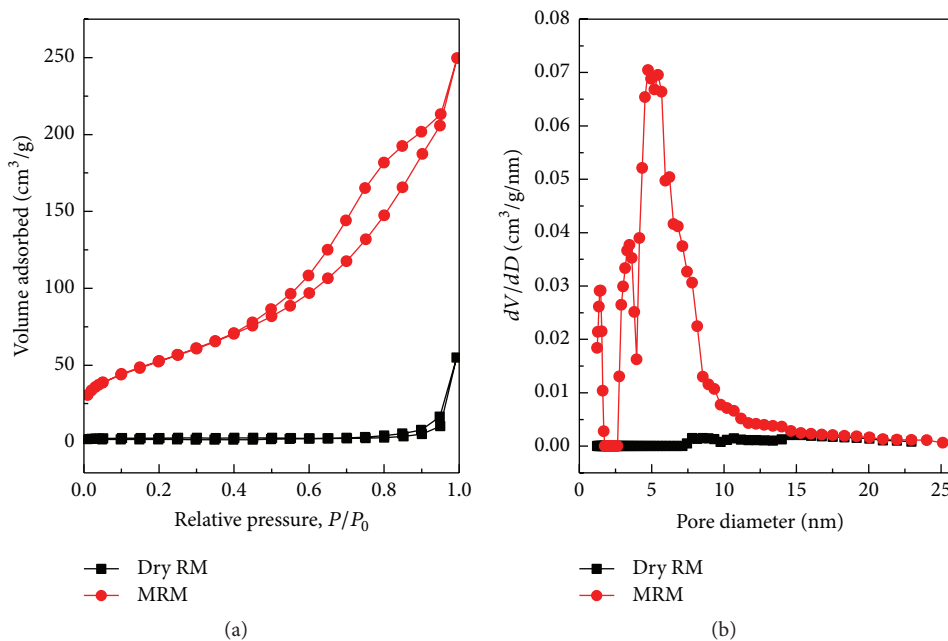 250
200
150
100
50
0
Volume adsorbed (cm³/g)
0.0 0.2 0.4 0.6 0.8 1.0
Relative pressure, P/P₀
Dry RM
MRM
(a)
0.08
0.07
0.06
0.05
0.04
0.03
0.02
0.01
0.00
dV/dD (cm³/g/nm)
0 5 10 15 20 25
Pore diameter (nm)
Dry RM
MRM
(b)